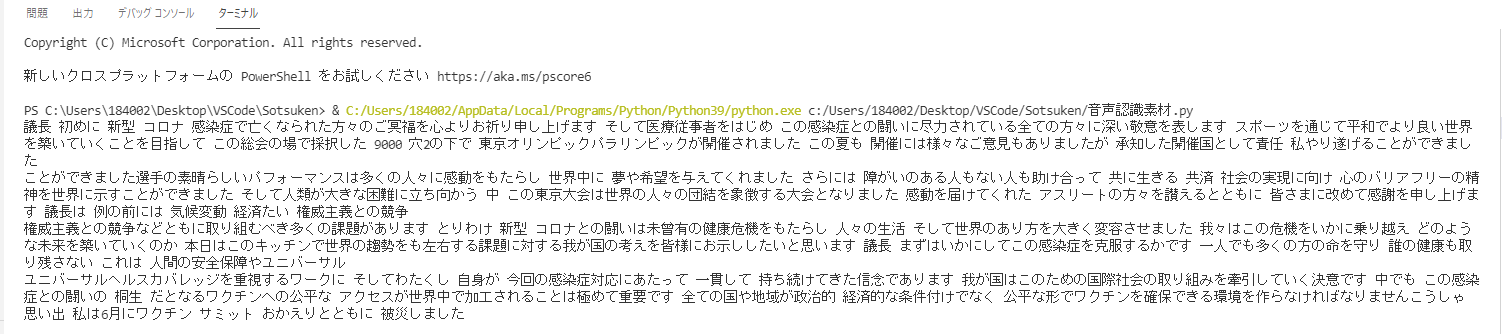 問題 出力 デバッグ コンソール ターミナル
Copyright (C) Microsoft Corporation. All rights reserved.
新しいクロスプラットフォームの PowerShell をお試しください https://aka.ms/pscore6
PS C:\Users\184002\Desktop\VSCode\Sotsuken> & C:/Users/184002/AppData/Local/Programs/Python/Python39/python.exe c:/Users/184002/Desktop/VSCode/Sotsuken/音声認識素材.py
議長 初めに 新型 コロナ 感染症で亡くなられた方々のご冥福を心よりお祈り申し上げます そして医療従事者をはじめ この感染症との闘いに尽力されている全ての方々に深い敬意を表します スポーツを通じて平和でより良い世界
を築いていくことを目指して この総会の場で採択した 9000 穴2の下で 東京オリンピックパラリンピックが開催されました この夏も 開催には様々なご意見もありましたが 承知した開催国として責任 私やり遂げることができまし
た
ことができました選手の素晴らしいパフォーマンスは多くの人々に感動をもたらし 世界中に 夢や希望を与えてくれました さらには 障がいのある人もない人も助け合って 共に生きる 共済 社会の実現に向け 心のバリアフリーの精
神を世界に示すことができました そして人類が大きな困難に立ち向かう 中 この東京大会は世界の人々の団結を象徴する大会となりました 感動を届けてくれた アスリートの方々を讃えるとともに 皆さまに改めて感謝を申し上げま
す 議長は 例の前には 気候変動 経済たい 権威主義との競争
権威主義との競争などともに取り組むべき多くの課題があります とりわけ 新型 コロナとの闘いは未曾有の健康危機をもたらし 人々の生活 そして世界のあり方を大きく変容させました 我々はこの危機をいかに乗り越え どのよう
な未来を築いていくのか 本日はこのキッチンで世界の趨勢をも左右する課題に対する我が国の考えを皆様にお示ししたいと思います 議長 まずはいかにしてこの感染症を克服するかです 一人でも多くの方の命を守り 誰の健康も取
り残さない これは 人間の安全保障やユニバーサル
ユニバーサルヘルスカバレッジを重視するワークに そしてわたくし 自身が 今回の感染症対応にあたって 一貫して 持ち続けてきた信念であります 我が国はこのための国際社会の取り組みを牽引していく決意です 中でも この感染
症との闘いの 桐生 だとなるワクチンへの公平な アクセスが世界中で加工されることは極めて重要です 全ての国や地域が政治的 経済的な条件付けでなく 公平な形でワクチンを確保できる環境を作らなければなりませんこうしゃ
思い出 私は6月にワクチン サミット おかえりとともに 被災しました